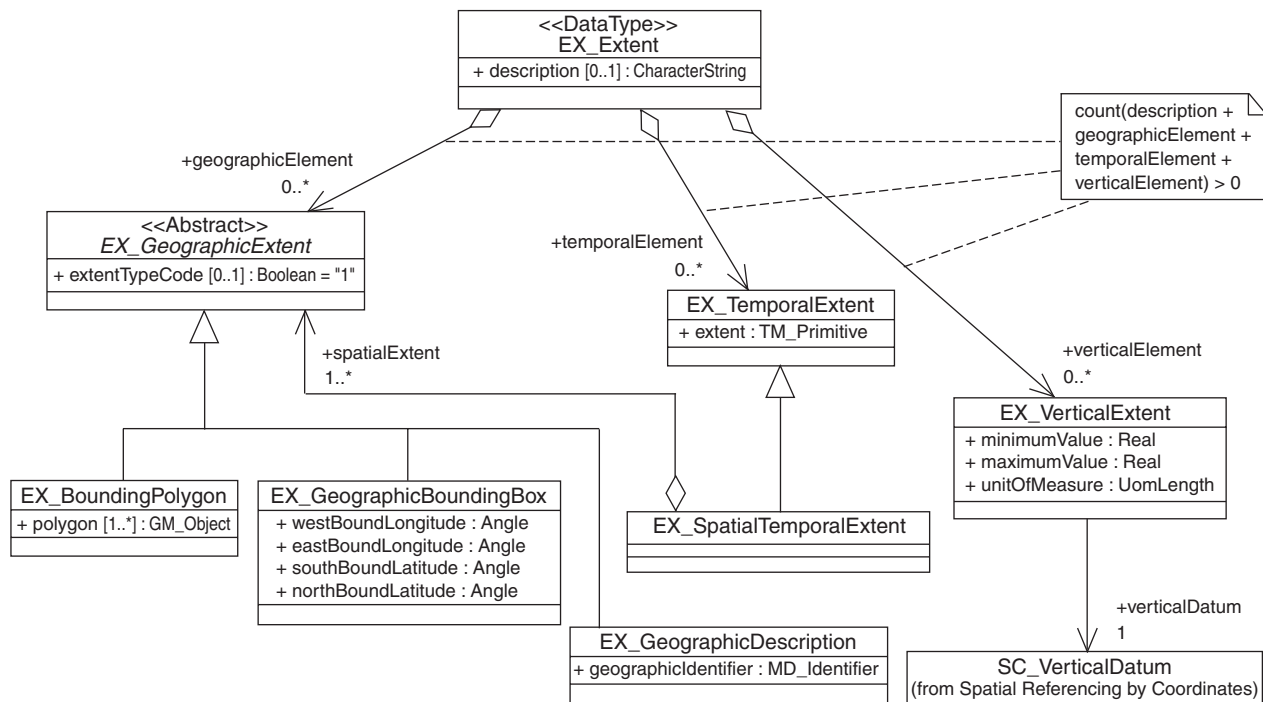 <<DataType>>
EX_Extent
+ description [0..1] : CharacterString
count(description +
geographicElement +
temporalElement +
verticalElement) > 0
+geographicElement
0..*
<<Abstract>>
EX_GeographicExtent
+ extentTypeCode [0..1] : Boolean = "1"
+temporalElement
0..*
EX_TemporalExtent
+ extent : TM_Primitive
+spatialExtent
1..*
+verticalElement
0..*
EX_VerticalExtent
+ minimumValue : Real
+ maximumValue : Real
+ unitOfMeasure : UomLength
EX_BoundingPolygon
+ polygon [1..*] : GM_Object
EX_GeographicBoundingBox
+ westBoundLongitude : Angle
+ eastBoundLongitude : Angle
+ southBoundLatitude : Angle
+ northBoundLatitude : Angle
EX_SpatialTemporalExtent
EX_GeographicDescription
+ geographicIdentifier : MD_Identifier
+verticalDatum
1
SC_VerticalDatum
(from Spatial Referencing by Coordinates)